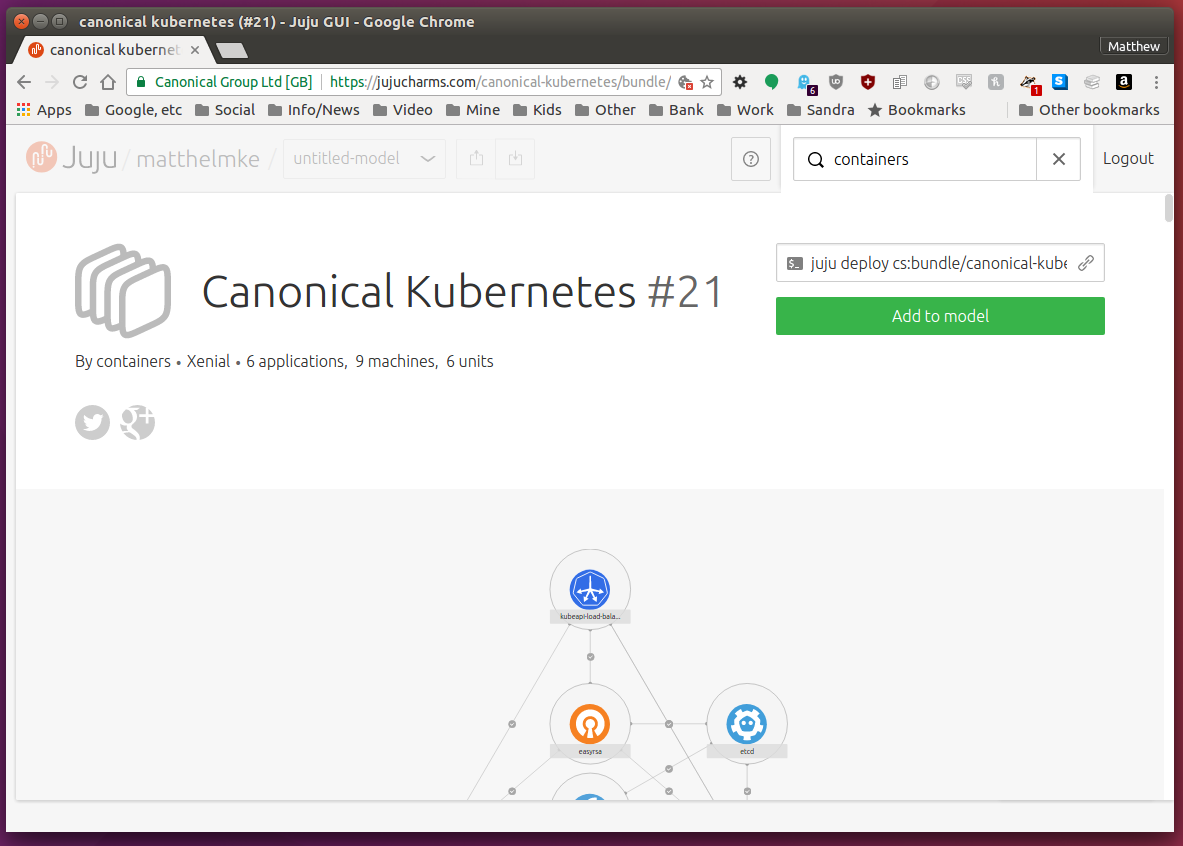 canonical kubernetes (#21) - Juju GUI - Google Chrome
canonical kubernet
Matthew
Canonical Group Ltd [GB] https://jujucharms.com/canonical-kubernetes/bundle/
6 1
Apps Google, etc Social Info/News Video Mine Kids Other Bank Work Sandra Bookmarks Other bookmarks
Juju / matthelmke / untitled-model containers Logout
Canonical Kubernetes #21
juju deploy cs:bundle/canonical-kube
Add to model
By containers • Xenial • 6 applications, 9 machines, 6 units
kubeapi-load-bala...
easyrsa
etcd